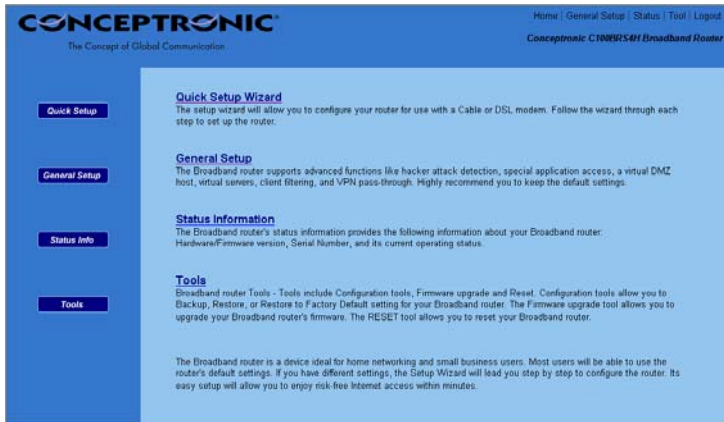 CONCEPTRONIC
The Concept of Global Communication
Home | General Setup | Status | Tool | Logout
Conceptronic C100BRS4H Broadband Router
Quick Setup
Quick Setup Wizard
The setup wizard will allow you to configure your router for use with a Cable or DSL modem. Follow the wizard through each
step to set up the router.
General Setup
General Setup
The Broadband router supports advanced functions like hacker attack detection, special application access, a virtual DMZ
host, virtual servers, client filtering, and VPN pass-through. Highly recommend you to keep the default settings.
Status Info
Status Information
The Broadband router's status information provides the following information about your Broadband router:
Hardware/Firmware version, Serial Number, and its current operating status.
Tools
Tools
Broadband router Tools - Tools include Configuration tools, Firmware upgrade and Reset. Configuration tools allow you to
Backup, Restore, or Restore to Factory Default setting for your Broadband router. The Firmware upgrade tool allows you to
upgrade your Broadband router's firmware. The RESET tool allows you to reset your Broadband router.
The Broadband router is a device ideal for home networking and small business users. Most users will be able to use the
router's default settings. If you have different settings, the Setup Wizard will lead you step by step to configure the router. Its
easy setup will allow you to enjoy risk-free Internet access within minutes.